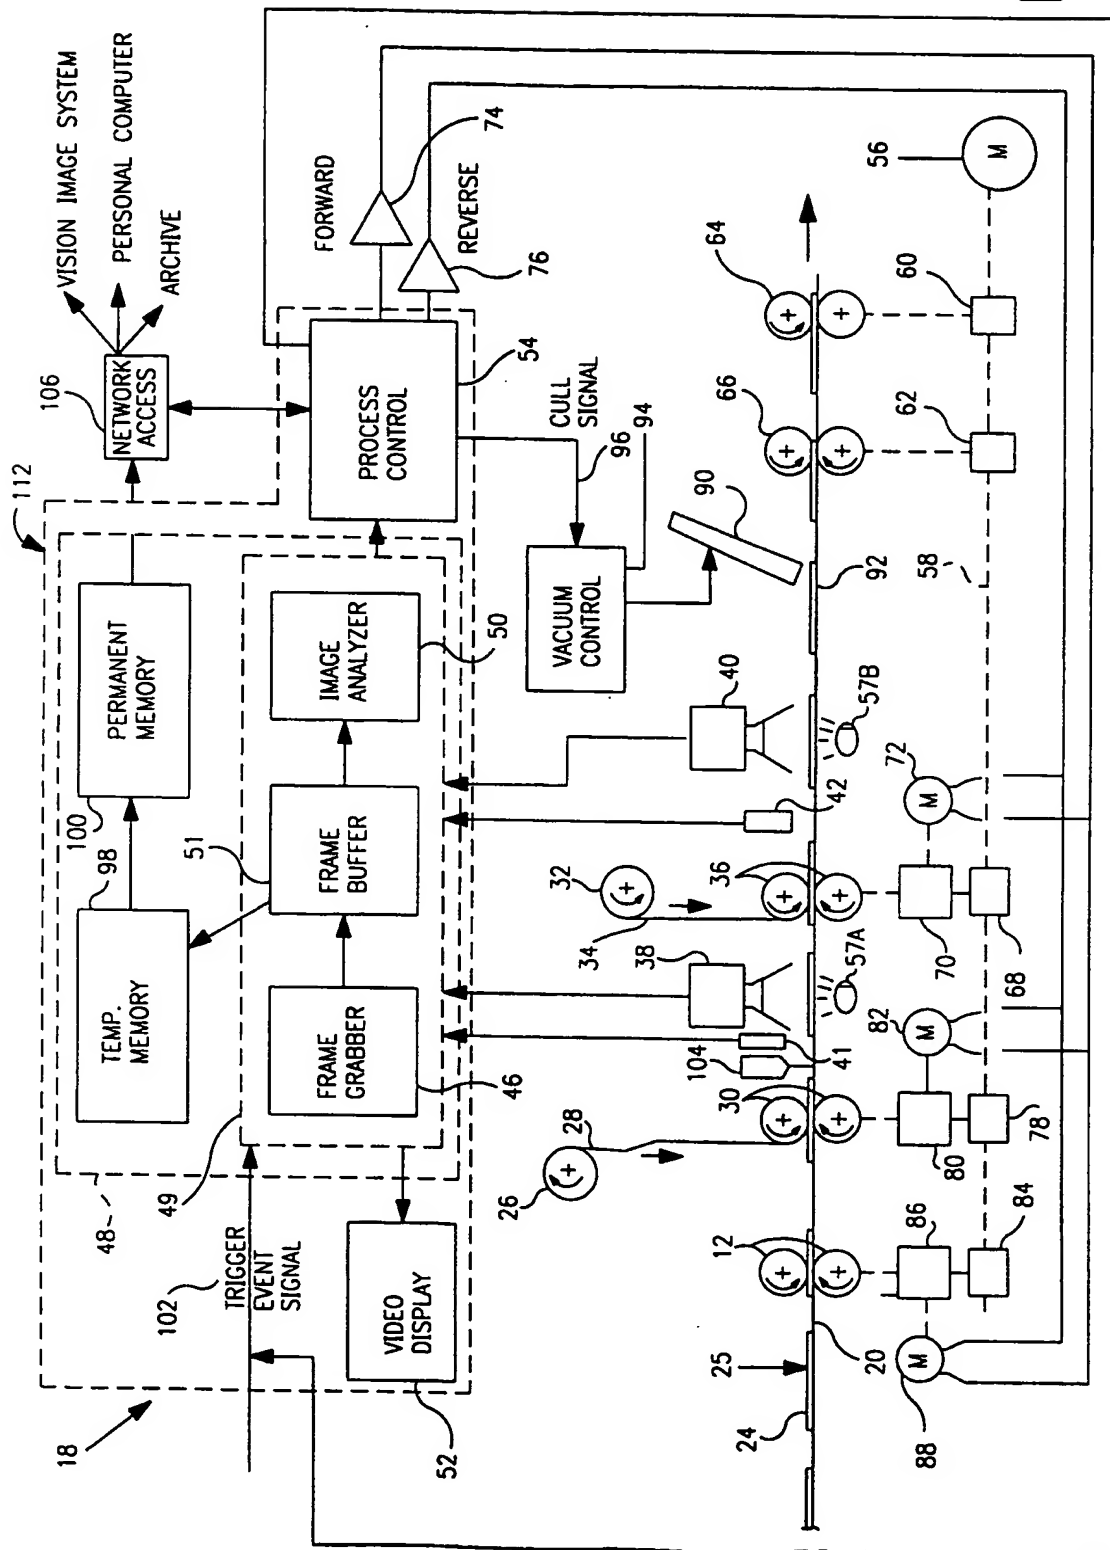 18
112
48
49
TEMP.
MEMORY
98
PERMANENT
MEMORY
100
FRAME
GRABBER
46
FRAME
BUFFER
51
IMAGE
ANALYZER
50
102
TRIGGER
EVENT
SIGNAL
VIDEO
DISPLAY
52
NETWORK
ACCESS
106
VISION IMAGE SYSTEM
PERSONAL COMPUTER
ARCHIVE
PROCESS
CONTROL
54
FORWARD
74
REVERSE
76
CULL
SIGNAL
96
94
VACUUM
CONTROL
90
24
25
20
12
26
28
30
104
41
38
57A
34
32
36
42
40
57B
92
66
64
88
M
86
84
80
78
82
M
70
68
72
M
58
62
60
56
M